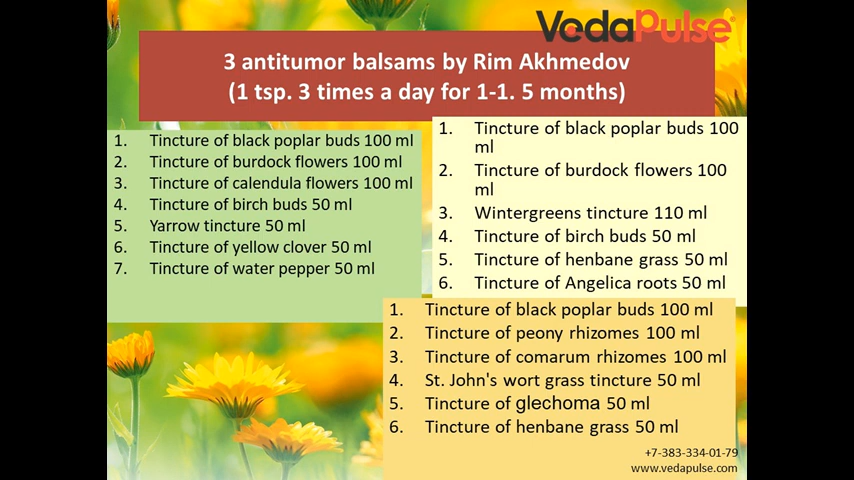 VedaPulse
3 antitumor balsams by Rim Akhmedov
(1 tsp. 3 times a day for 1-1. 5 months)
1. Tincture of black poplar buds 100 ml
2. Tincture of burdock flowers 100 ml
3. Tincture of calendula flowers 100 ml
4. Tincture of birch buds 50 ml
5. Yarrow tincture 50 ml
6. Tincture of yellow clover 50 ml
7. Tincture of water pepper 50 ml
1. Tincture of black poplar buds 100
ml
2. Tincture of burdock flowers 100
ml
3. Wintergreens tincture 110 ml
4. Tincture of birch buds 50 ml
5. Tincture of henbane grass 50 ml
6. Tincture of Angelica roots 50 ml
1. Tincture of black poplar buds 100 ml
2. Tincture of peony rhizomes 100 ml
3. Tincture of comarum rhizomes 100 ml
4. St. John's wort grass tincture 50 ml
5. Tincture of glechoma 50 ml
6. Tincture of henbane grass 50 ml
+7-383-334-01-79
www.vedapulse.com